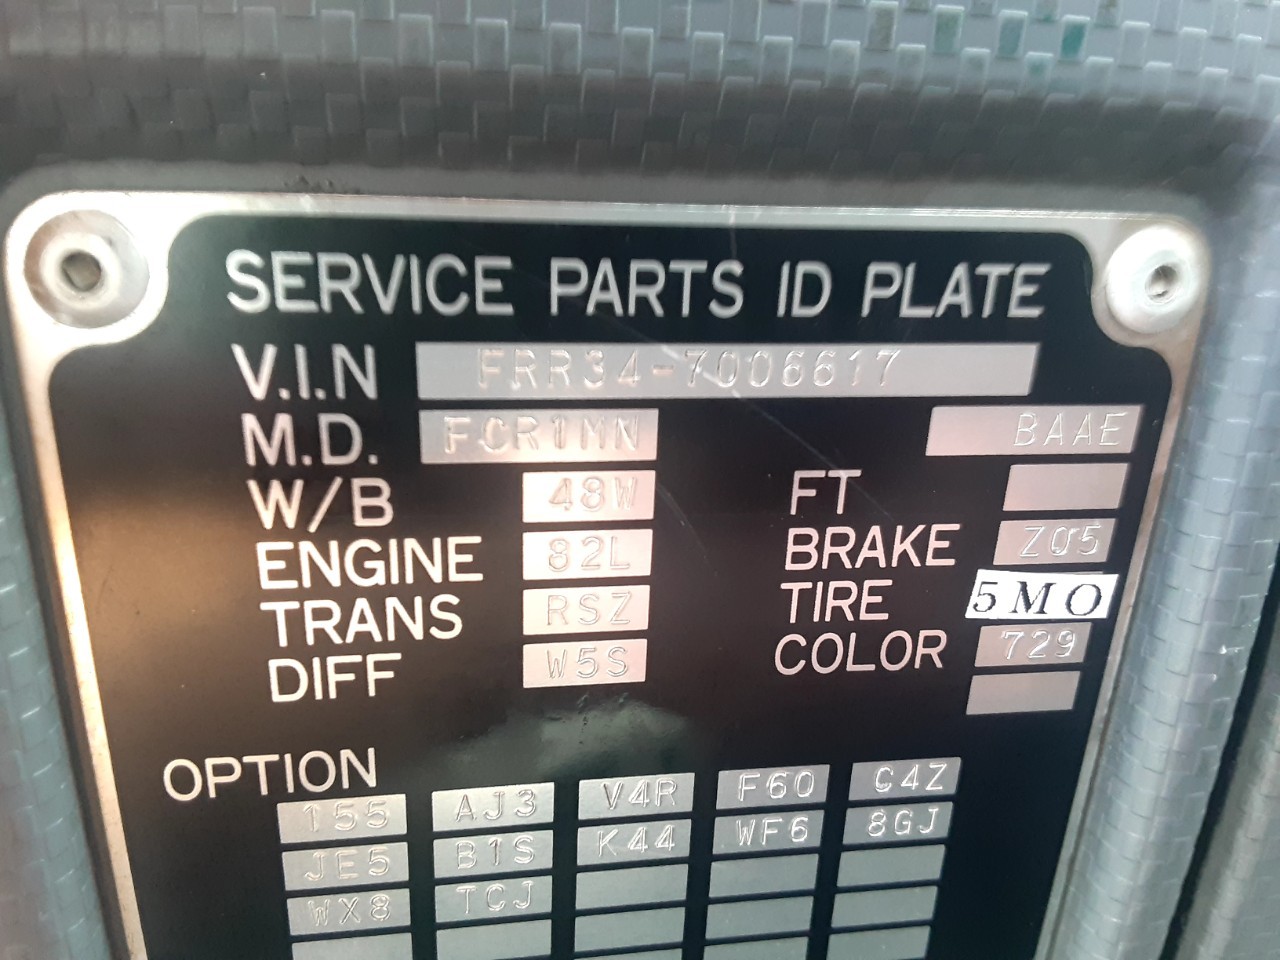 SERVICE PARTS ID PLATE
V.I.N FRR34-7006617
M.D. FCR1MN BAAE
W/B 48W FT
ENGINE 82L BRAKE Z05
TRANS RSZ TIRE 5MO
DIFF W5S COLOR 729
OPTION
155 AJ3 V4R F60 C4Z
JE5 B1S K44 WF6 8GJ
WX8 TCJ